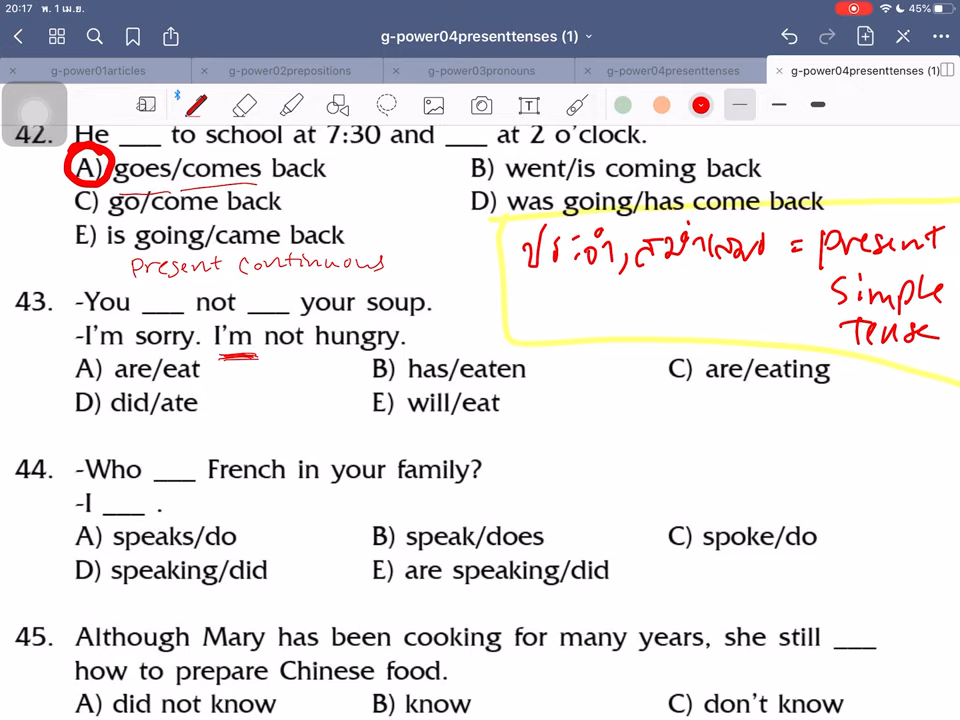 20:17 พ. 1 เม.ย.
45%
g-power04presenttenses (1)
g-power01articles
g-power02prepositions
g-power03pronouns
g-power04presenttenses
g-power04presenttenses (1)
42. He ___ to school at 7:30 and ___ at 2 o'clock.
A) goes/comes back B) went/is coming back
C) go/come back D) was going/has come back
E) is going/came back
Present continuous
ประจำ, สม่ำเสมอ = present
simple
Tense
43. -You ___ not ___ your soup.
-I'm sorry. I'm not hungry.
A) are/eat B) has/eaten C) are/eating
D) did/ate E) will/eat
44. -Who ___ French in your family?
-I ___ .
A) speaks/do B) speak/does C) spoke/do
D) speaking/did E) are speaking/did
45. Although Mary has been cooking for many years, she still ___
how to prepare Chinese food.
A) did not know B) know C) don't know